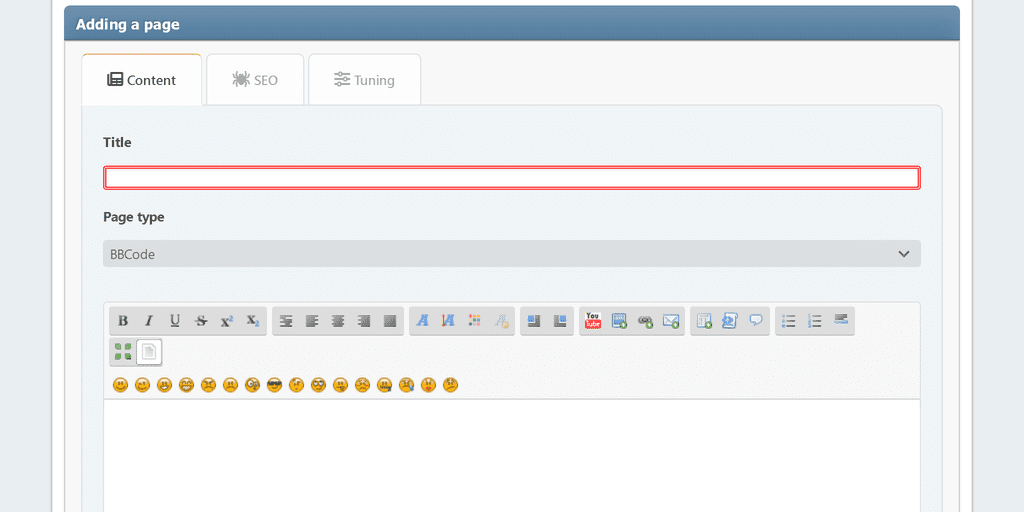 Adding a page
Content
SEO
Tuning
Title
Page type
BBCode
B I U S X² X₂
A A A
You Tube